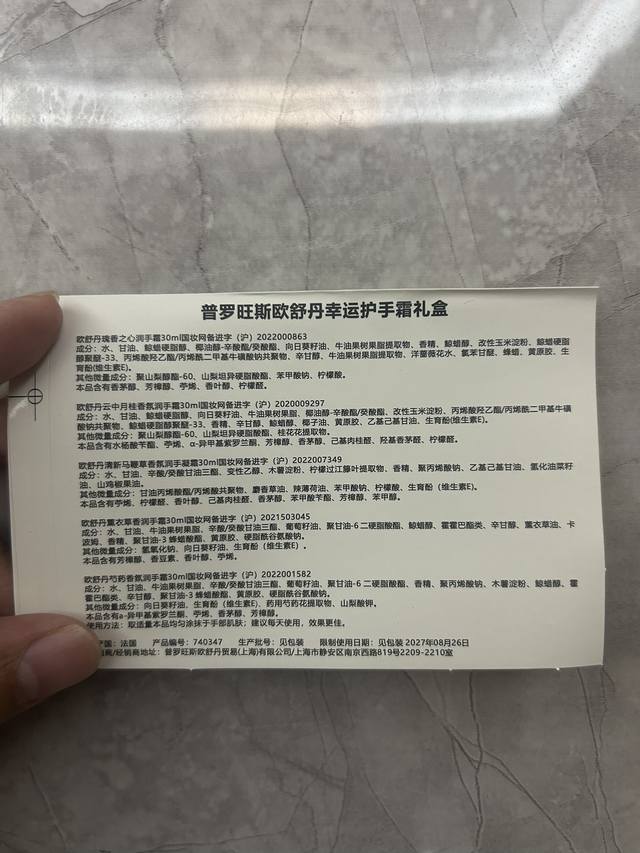 普罗旺斯欧舒丹幸运护手霜礼盒
欧舒丹瑰香之心润手霜30ml国妆网备进字（沪）2022000863
成分：水、甘油、鲸蜡硬脂醇、椰油醇-辛酸酯/癸酸酯、向日葵籽油、牛油果树果脂提取物、香精、鲸蜡醇、改性玉米淀粉、鲸蜡硬脂
醇聚醚-33、丙烯酸羟乙酯/丙烯酰二甲基牛磺酸钠共聚物、辛甘醇、牛油果树果脂提取物、洋蔷薇花水、氯苯甘醚、蜂蜡、黄原胶、生
育酚(维生素E)。
其他微量成分：聚山梨醇酯-60、山梨坦异硬脂酸酯、苯甲酸钠、柠檬酸。
本品含有香茅醇、芳樟醇、苧烯、香叶醇、柠檬醛。
欧舒丹云中月桂香氛润手霜30ml国妆网备进字（沪）2020009297
成分：水、甘油、鲸蜡硬脂醇、向日葵籽油、牛油果树果脂、椰油醇-辛酸酯/癸酸酯、改性玉米淀粉、丙烯酸羟乙酯/丙烯酰二甲基牛磺
酸钠共聚物、鲸蜡硬脂醇聚醚-33、香精、辛甘醇、鲸蜡醇、椰子油、黄原胶、乙基己基甘油、生育酚(维生素E)。
其他微量成分：聚山梨醇酯-60、山梨坦异硬脂酸酯、桂花花提取物。
本品含有水杨酸苄酯、苧烯、α-异甲基紫罗兰酮、芳樟醇、香茅醇、己基肉桂醛、羟基香茅醛、柠檬醛。
欧舒丹清新马鞭草香氛润手凝霜30ml国妆网备进字（沪）2022007349
成分：水、甘油、辛酸/癸酸甘油三酯、变性乙醇、木薯淀粉、柠檬过江藤叶提取物、香精、聚丙烯酸钠、乙基己基甘油、氢化油菜籽
油、山鸡椒果油。
其他微量成分：甘油丙烯酸酯/丙烯酸共聚物、麝香草油、辣薄荷油、苯甲酸钠、柠檬酸、生育酚（维生素E）。
本品含有苧烯、柠檬醛、香叶醇、己基肉桂醛、香茅醇、苯甲酸苄酯、芳樟醇、苯甲醇。
欧舒丹薰衣草香润手霜30ml国妆网备进字（沪）2021503045
成分：水、甘油、牛油果树果脂、辛酸/癸酸甘油三酯、葡萄籽油、聚甘油-6 二硬脂酸酯、鲸蜡醇、霍霍巴酯类、辛甘醇、薰衣草油、卡
波姆、香精、聚甘油-3 蜂蜡酸酯、黄原胶、硬脂酰谷氨酸钠。
其他微量成分：氢氧化钠、向日葵籽油、生育酚（维生素E）。
本品含有芳樟醇、香豆素、香叶醇、苧烯。
欧舒丹芍药香氛润手霜30ml国妆网备进字（沪）2022001582
成分：水、甘油、牛油果树果脂、辛酸/癸酸甘油三酯、葡萄籽油、聚甘油-6 二硬脂酸酯、香精、聚丙烯酸钠、木薯淀粉、鲸蜡醇、霍
霍巴酯类、辛甘醇、聚甘油-3 蜂蜡酸酯、黄原胶、硬脂酰谷氨酸钠。
其他微量成分：向日葵籽油、生育酚（维生素E）、药用芍药花提取物、山梨酸钾。
本品含有a-异甲基紫罗兰酮、苧烯、香茅醇、芳樟醇。
使用方法：取适量本品均匀涂抹于手部肌肤；建议每天使用，效果更佳。
产国：法国 产品编号：740347 生产批号：见包装 限制使用日期：见包装 2027年08月26日
商/经销商地址：普罗旺斯欧舒丹贸易(上海)有限公司/上海市静安区南京西路819号2209-2210室